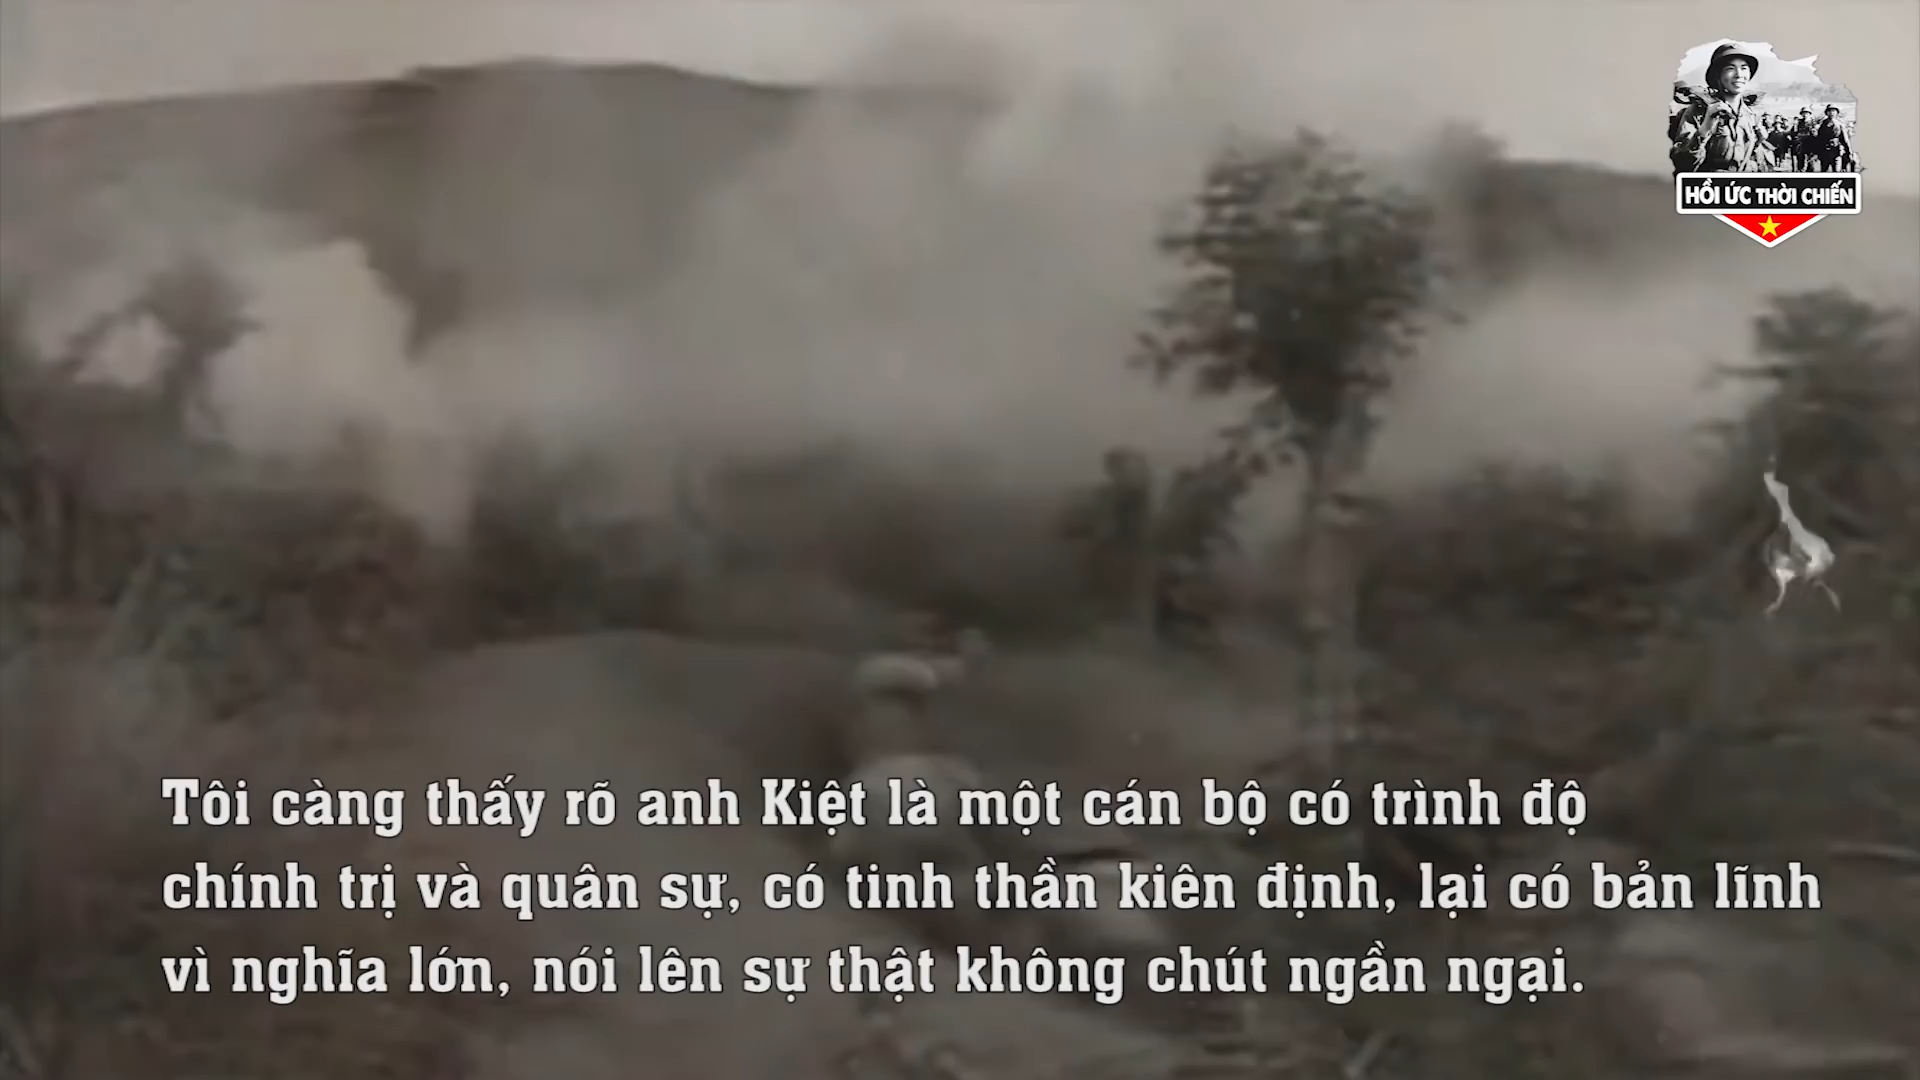 HỒI ỨC THỜI CHIẾN
Tôi càng thấy rõ anh Kiệt là một cán bộ có trình độ
chính trị và quân sự, có tinh thần kiên định, lại có bản lĩnh
vì nghĩa lớn, nói lên sự thật không chút ngần ngại.